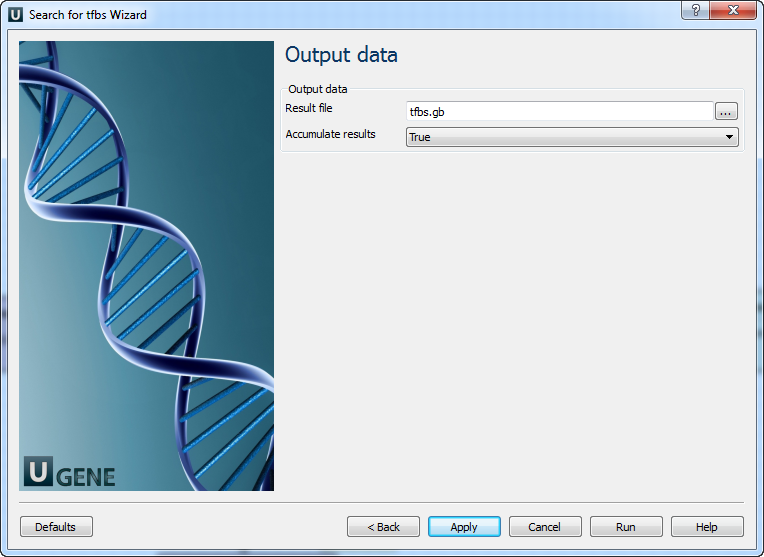 U Search for tfbs Wizard
Output data
Output data
Result file
tfbs.gb
...
Accumulate results
True
U GENE
Defaults
< Back
Apply
Cancel
Run
Help